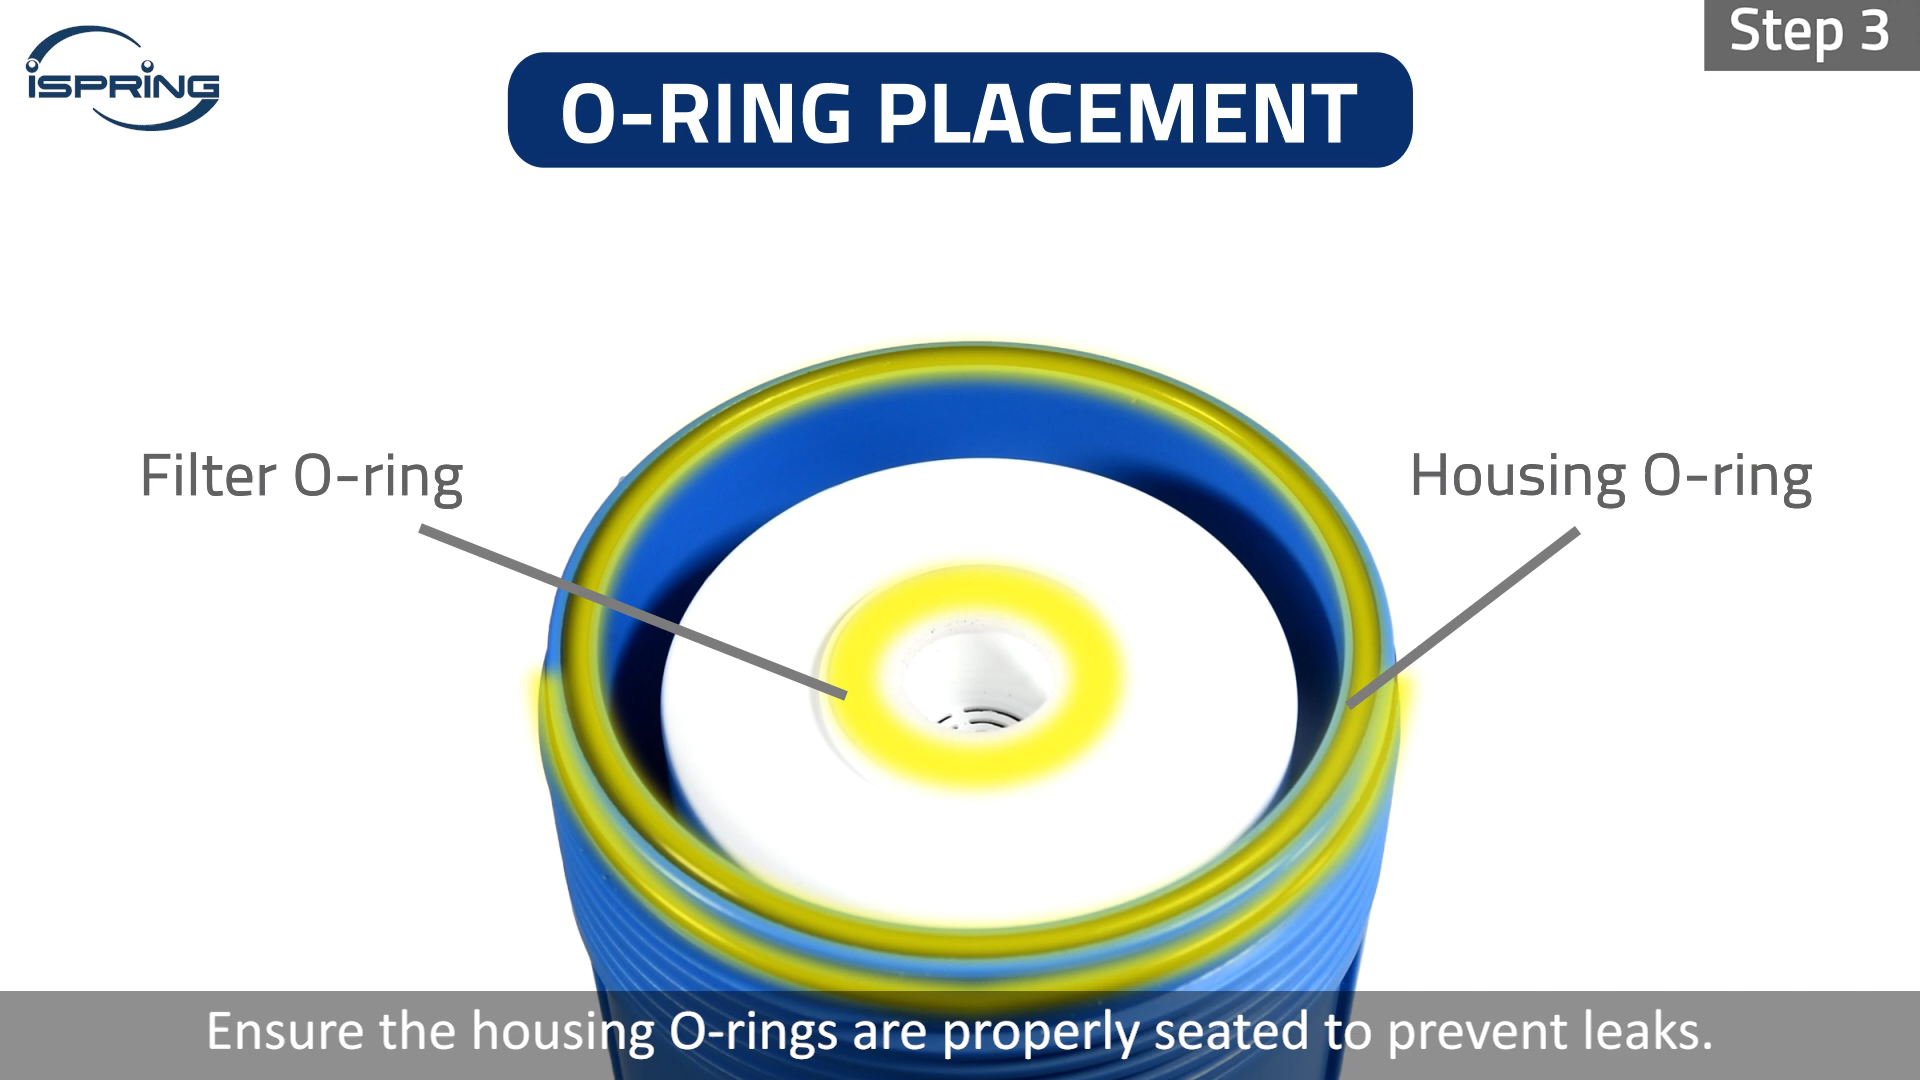 iSPRiNG
Step 3
O-RING PLACEMENT
Filter O-ring
Housing O-ring
Ensure the housing O-rings are properly seated to prevent leaks.